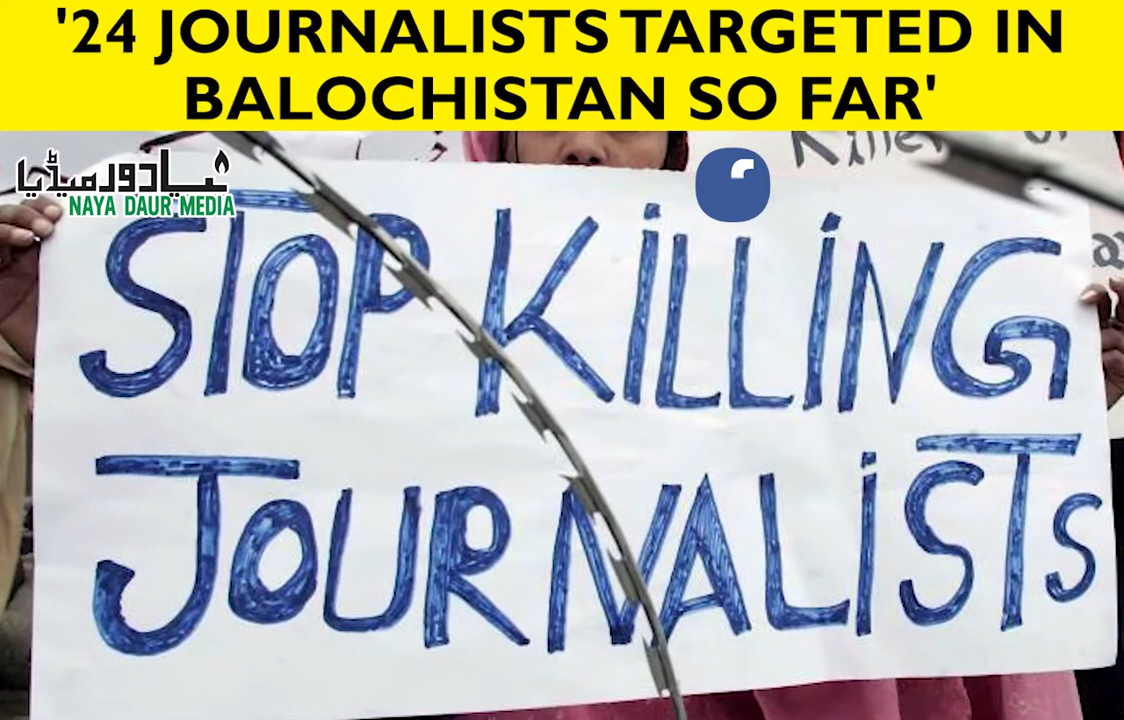 '24 JOURNALISTS TARGETED IN
BALOCHISTAN SO FAR'
نیا دور میڈیا
NAYA DAUR MEDIA
STOP KiLLiNG
JOURNALiSTS